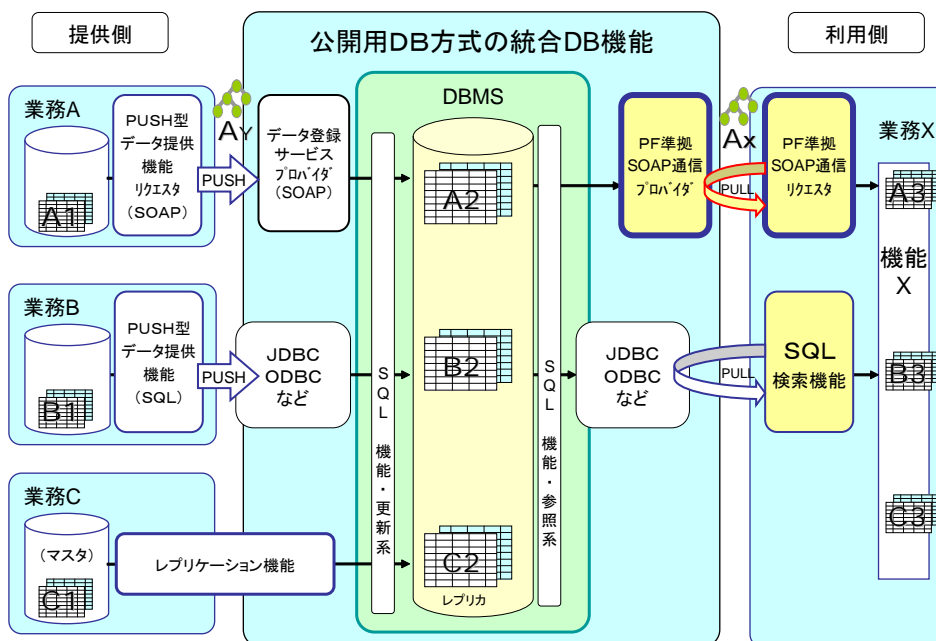 提供側
公開用DB方式の統合DB機能
利用側
業務A
PUSH型
データ提供
機能
リクエスタ
(SOAP)
A1
PUSH
AY
データ登録
サービス
プロバイダ
(SOAP)
DBMS
A2
PF準拠
SOAP通信
プロバイダ
Ax
PULL
PF準拠
SOAP通信
リクエスタ
業務X
A3
機能
X
業務B
PUSH型
データ提供
機能
(SQL)
B1
PUSH
JDBC
ODBC
など
SQL 機能・更新系
B2
SQL 機能・参照系
JDBC
ODBC
など
PULL
SQL
検索機能
B3
業務C
(マスタ)
C1
レプリケーション機能
C2
レプリカ
C3